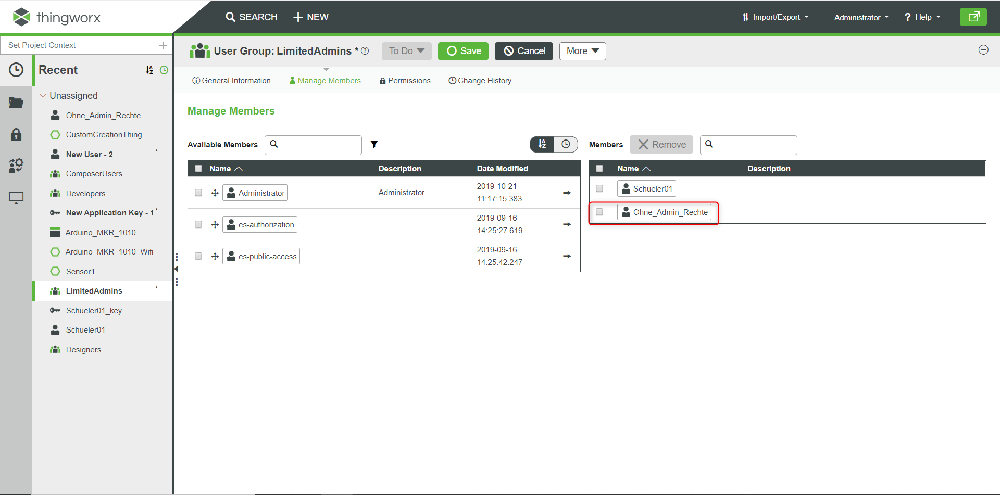 thingworx
SEARCH
NEW
Import/Export
Administrator
? Help
Set Project Context
User Group: LimitedAdmins *
To Do
Save
Cancel
More
Recent
General Information
Manage Members
Permissions
Change History
Unassigned
Ohne_Admin_Rechte
CustomCreationThing
New User - 2 *
ComposerUsers
Developers
New Application Key - 1 *
Arduino_MKR_1010
Arduino_MKR_1010_Wifi
Sensor1
LimitedAdmins *
Schueler01_key
Schueler01
Designers
Manage Members
Available Members
Name Description Date Modified
Administrator Administrator 2019-10-21
11:17:15.383
es-authorization 2019-09-16
14:25:27.619
es-public-access 2019-09-16
14:25:42.247
Members
Remove
Name Description
Schueler01
Ohne_Admin_Rechte